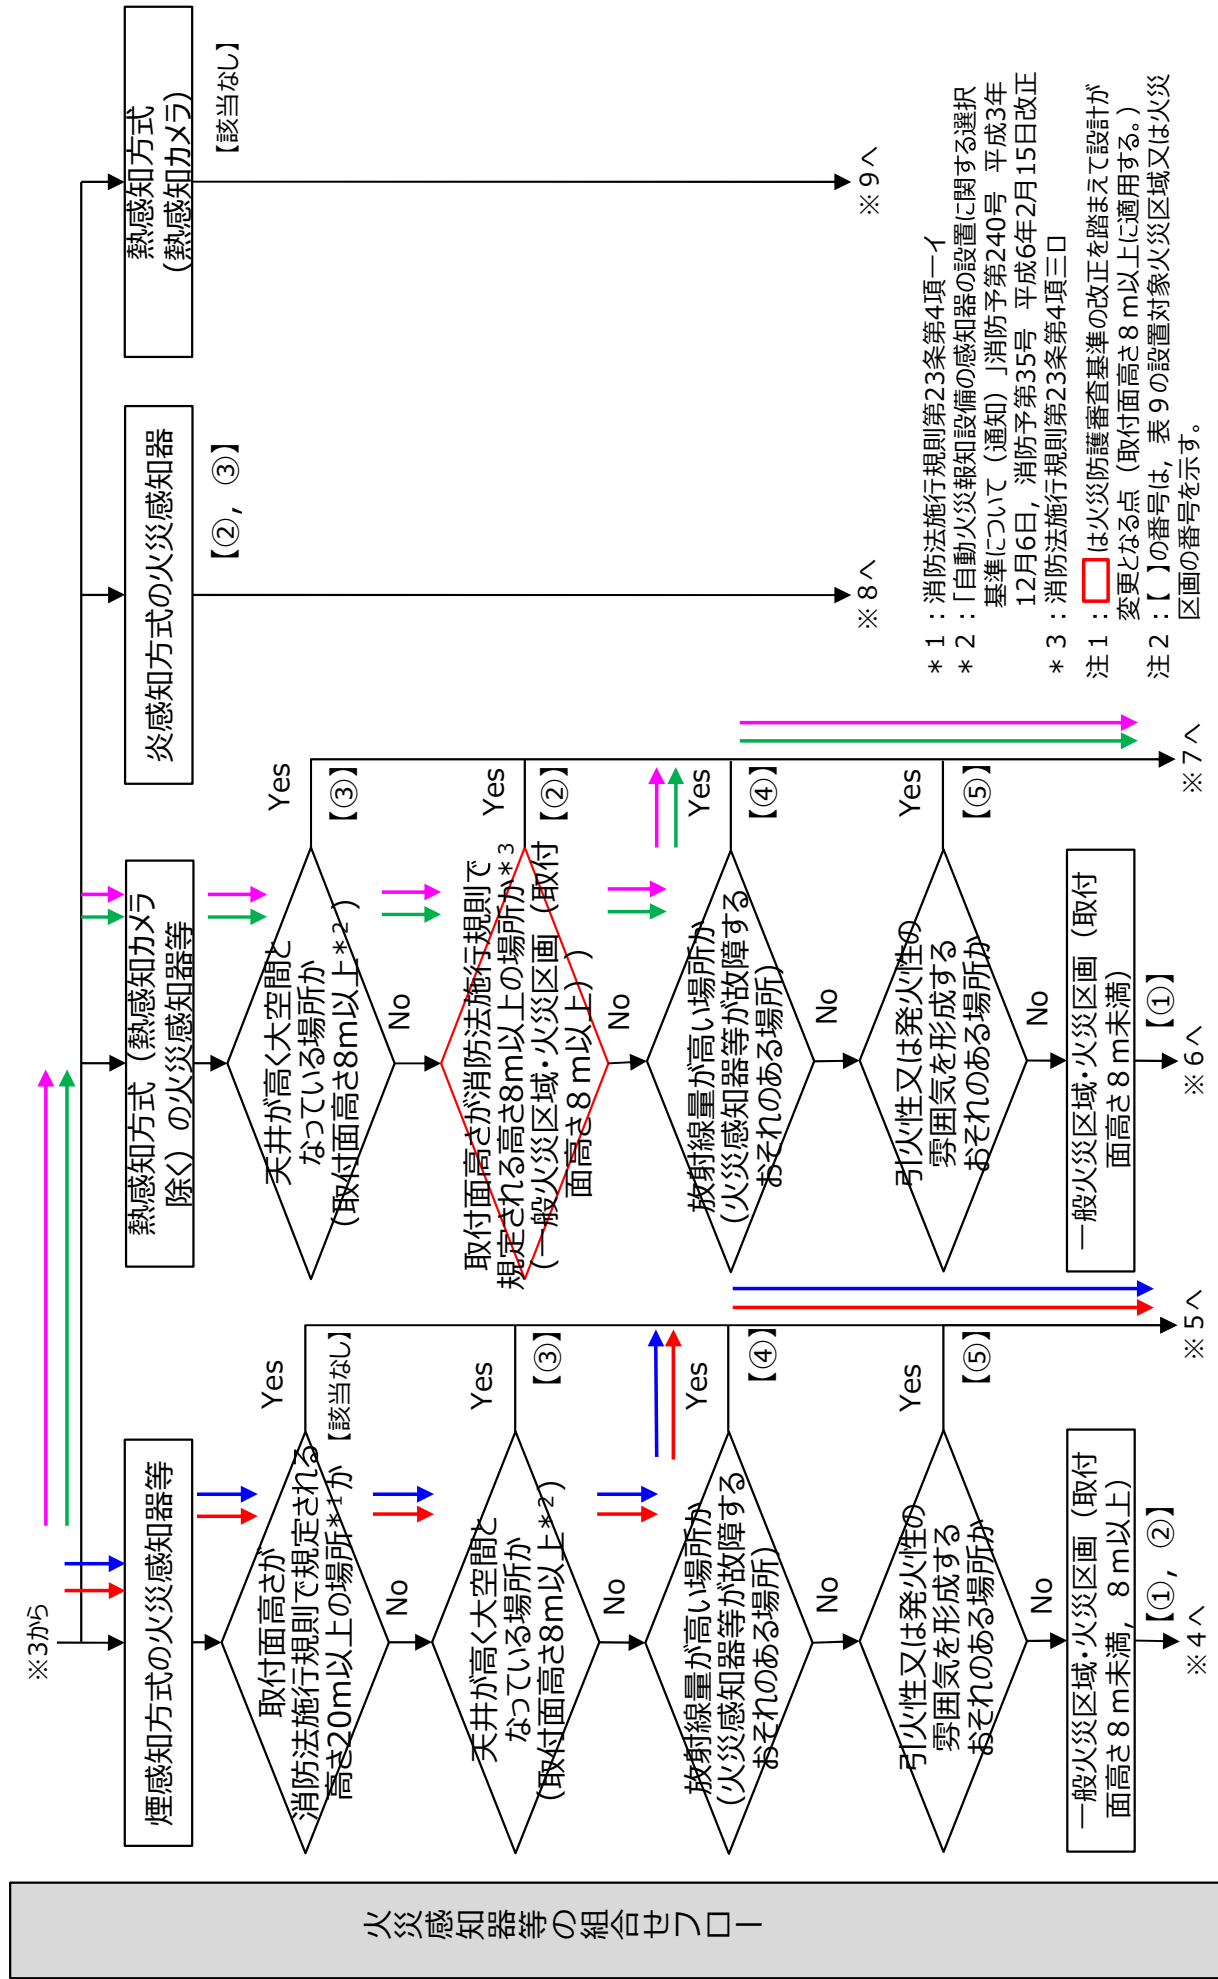 火災感知器等の組合せフロー
※3から
煙感知方式の火災感知器等
取付面高さが
消防法施行規則で規定される
高さ20m以上の場所*1か
Yes
【該当なし】
No
天井が高く大空間と
なっている場所か
(取付面高さ8m以上*2)
Yes
【③】
No
放射線量が高い場所か
(火災感知器等が故障する
おそれのある場所)
Yes
【④】
No
引火性又は発火性の
雰囲気を形成する
おそれのある場所か
Yes
【⑤】
No
一般火災区域・火災区画（取付
面高さ8m未満，8m以上)
【①，②】
※4へ
※5へ
熱感知方式（熱感知カメラ
除く）の火災感知器等
天井が高く大空間と
なっている場所か
(取付面高さ8m以上*2)
Yes
【③】
No
取付面高さが消防法施行規則で
規定される高さ8m以上の場所か*3
(一般火災区域・火災区画（取付
面高さ8m以上）)
Yes
【②】
No
放射線量が高い場所か
(火災感知器等が故障する
おそれのある場所)
Yes
【④】
No
引火性又は発火性の
雰囲気を形成する
おそれのある場所か
Yes
【⑤】
No
一般火災区域・火災区画（取付
面高さ8m未満）
【①】
※6へ
※7へ
炎感知方式の火災感知器
【②，③】
※8へ
熱感知方式
(熱感知カメラ)
【該当なし】
※9へ
*1：消防法施行規則第23条第4項一イ
*2：「自動火災報知設備の感知器の設置に関する選択
基準について（通知）」消防予第240号 平成3年
12月6日，消防予第35号 平成6年2月15日改正
*3：消防法施行規則第23条第4項三ロ
注1：は火災防護審査基準の改正を踏まえて設計が
変更となる点（取付面高さ8m以上に適用する。）
注2：【 】の番号は，表9の設置対象火災区域又は火災
区画の番号を示す。